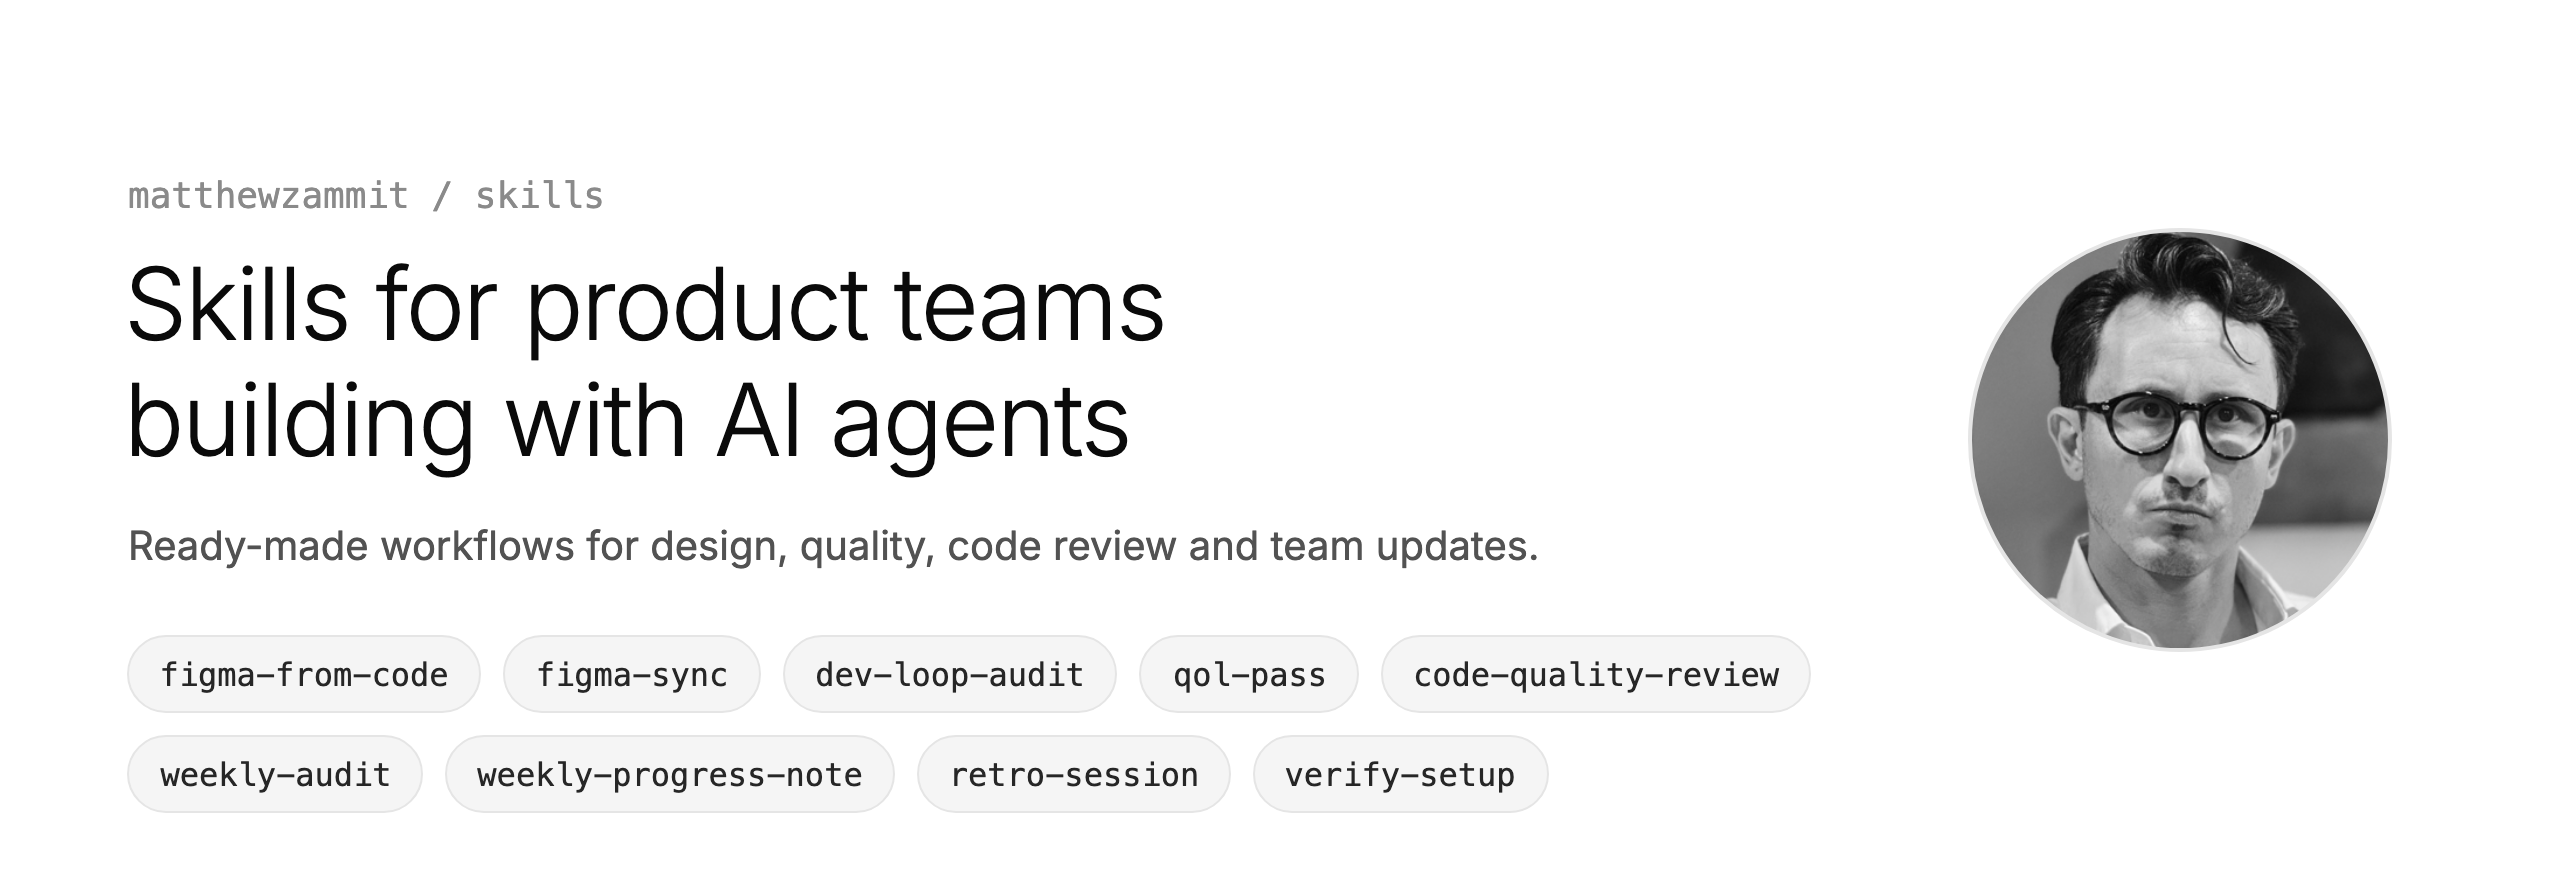 matthewzammit / skills
Skills for product teams
building with AI agents
Ready-made workflows for design, quality, code review and team updates.
figma-from-code figma-sync dev-loop-audit qol-pass code-quality-review
weekly-audit weekly-progress-note retro-session verify-setup